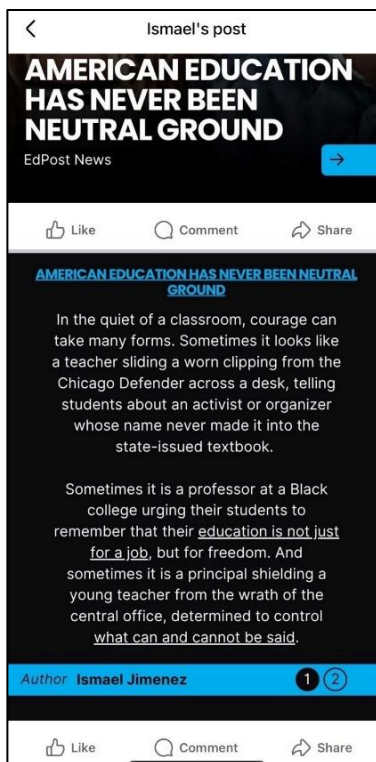 Ismael's post
AMERICAN EDUCATION
HAS NEVER BEEN
NEUTRAL GROUND
EdPost News
Like Comment Share
AMERICAN EDUCATION HAS NEVER BEEN NEUTRAL
GROUND
In the quiet of a classroom, courage can
take many forms. Sometimes it looks like
a teacher sliding a worn clipping from the
Chicago Defender across a desk, telling
students about an activist or organizer
whose name never made it into the
state-issued textbook.
Sometimes it is a professor at a Black
college urging their students to
remember that their education is not just
for a job, but for freedom. And
sometimes it is a principal shielding a
young teacher from the wrath of the
central office, determined to control
what can and cannot be said.
Author Ismael Jimenez 1 2
Like Comment Share